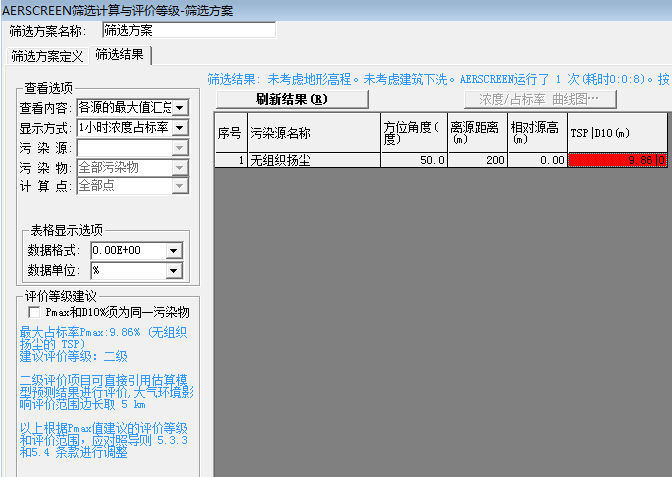 AERSCREEN筛选计算与评价等级-筛选方案
筛选方案名称: 筛选方案
筛选方案定义 筛选结果
查看选项
查看内容: 各源的最大值汇总
显示方式: 1小时浓度占标率
污 染 源:
污 染 物: 全部污染物
计 算 点: 全部点
表格显示选项
数据格式: 0.00E+00
数据单位: %
评价等级建议
Pmax和D10%须为同一污染物
最大占标率Pmax:9.86% (无组织
扬尘的 TSP)
建议评价等级: 二级
二级评价项目可直接引用估算模
型预测结果进行评价,大气环境影
响评价范围边长取 5 km
以上根据Pmax值建议的评价等级
和评价范围, 应对照导则 5.3.3
和5.4 条款进行调整
筛选结果: 未考虑地形高程。未考虑建筑下洗。AERSCREEN运行了 1 次(耗时0:0:8)。按
刷新结果(R) 浓度/占标率 曲线图…
序号 污染源名称 方位角度(度) 离源距离(m) 相对源高(m) TSP|D10(m)
1 无组织扬尘 50.0 200 0.00 9.86|0